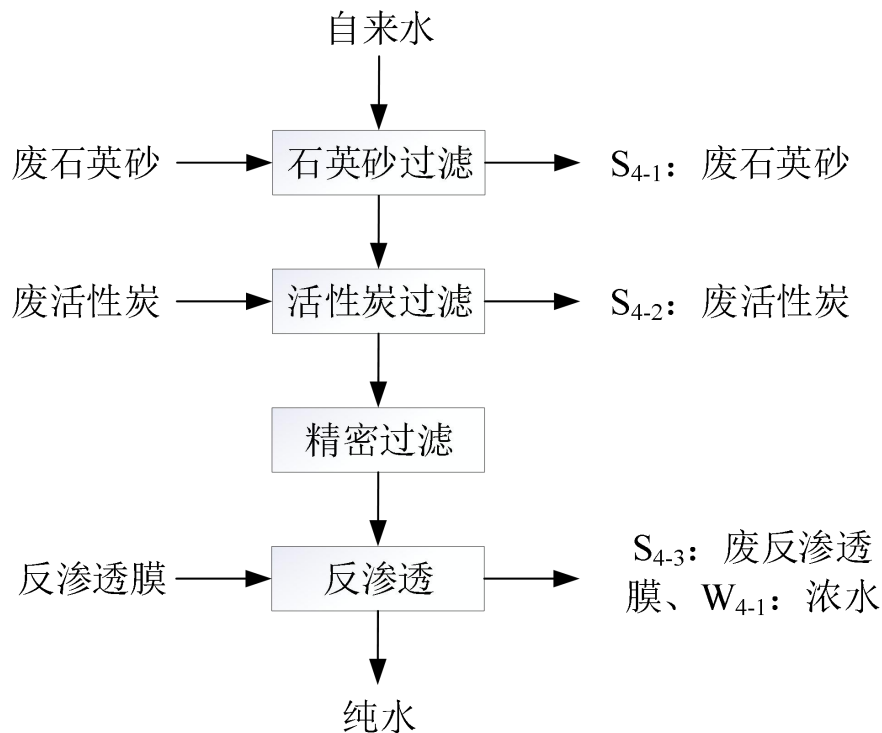 自来水
废石英砂
石英砂过滤
S4-1：废石英砂
废活性炭
活性炭过滤
S4-2：废活性炭
精密过滤
反渗透膜
反渗透
S4-3：废反渗透
膜、W4-1：浓水
纯水